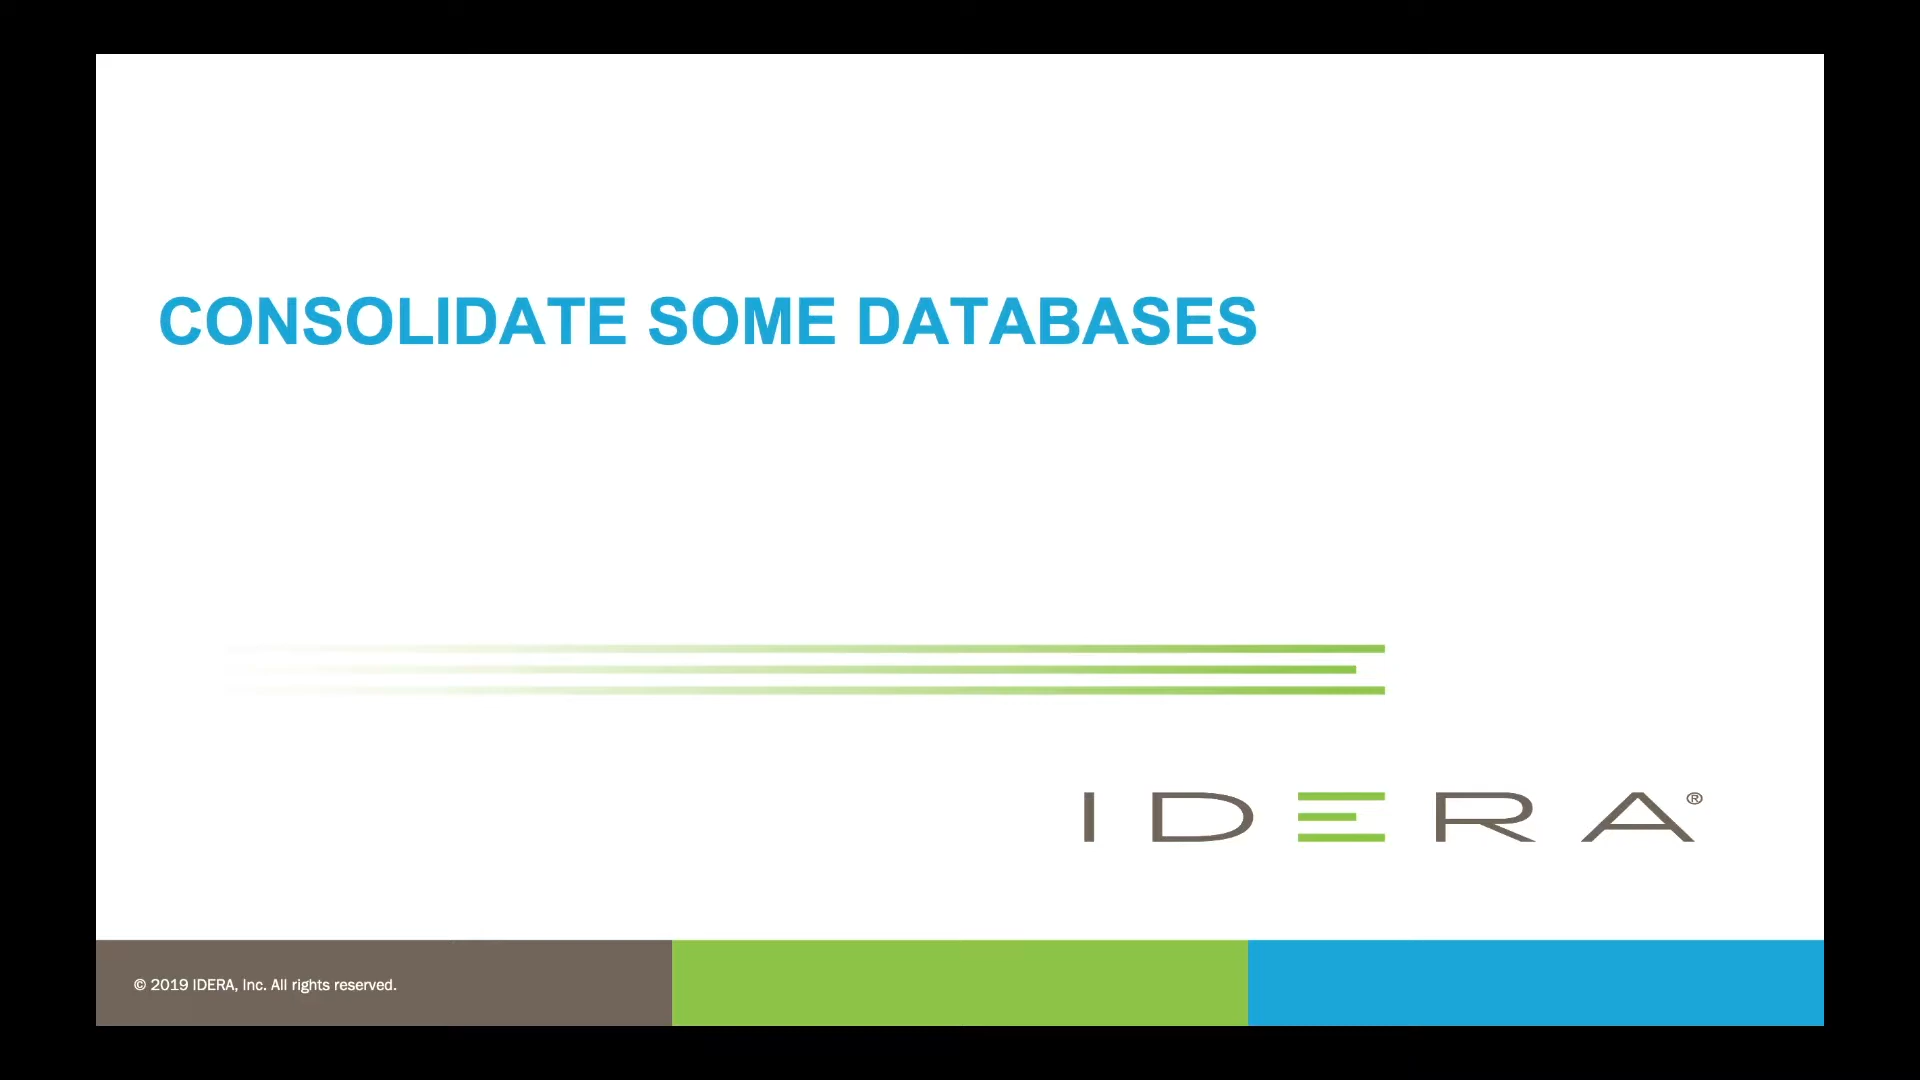 CONSOLIDATE SOME DATABASES
IDERA®
© 2019 IDERA, Inc. All rights reserved.